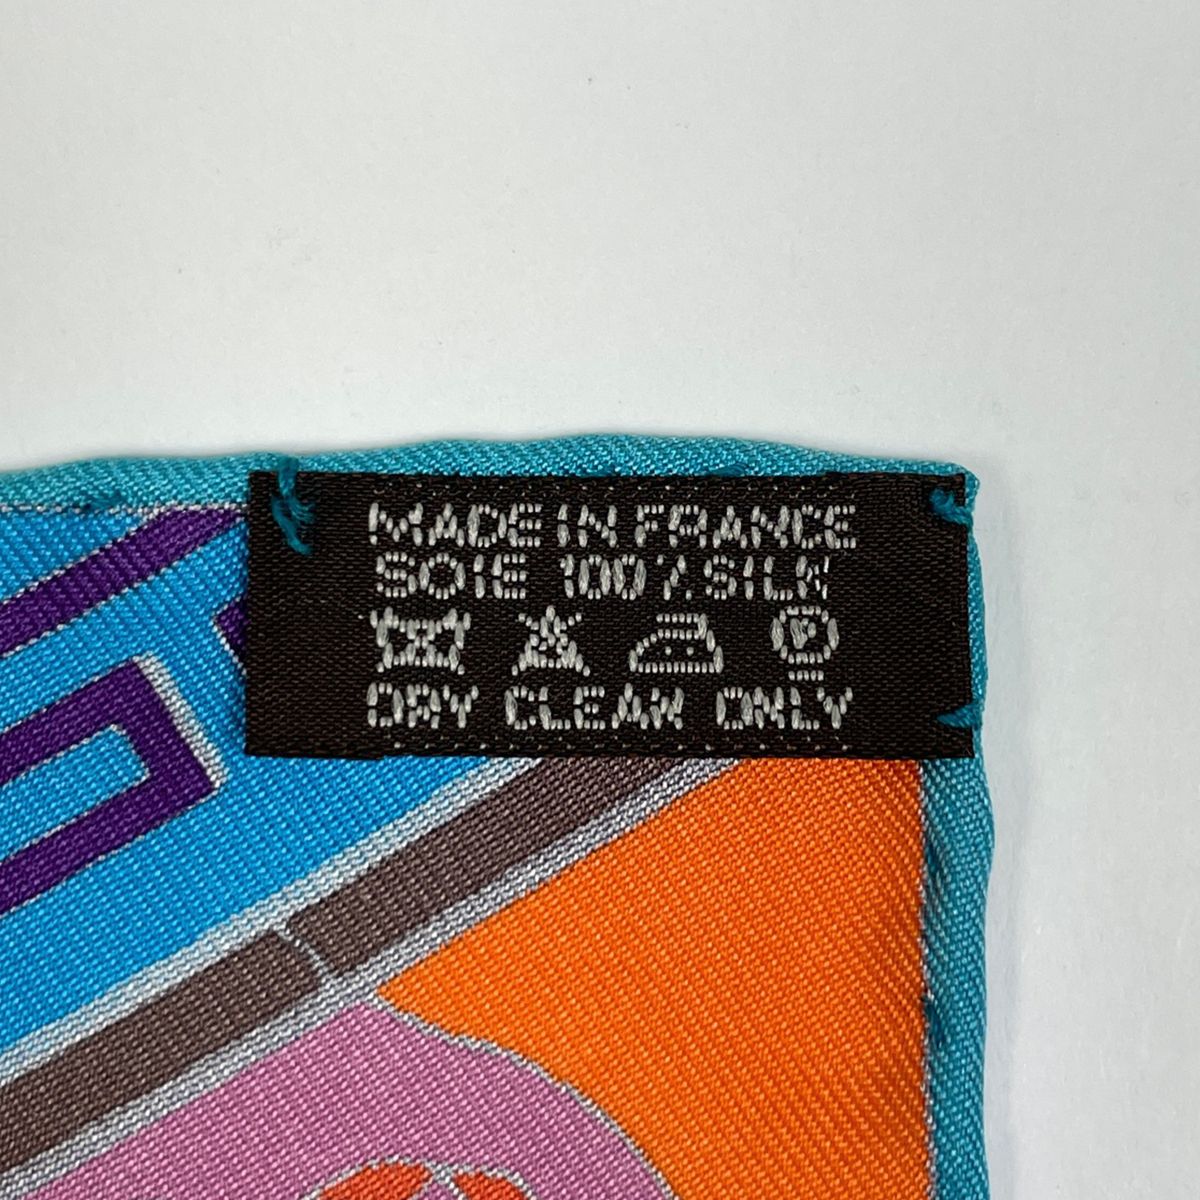 MADE IN FRANCE
SOIE 100% SILK
P
DRY CLEAN ONLY